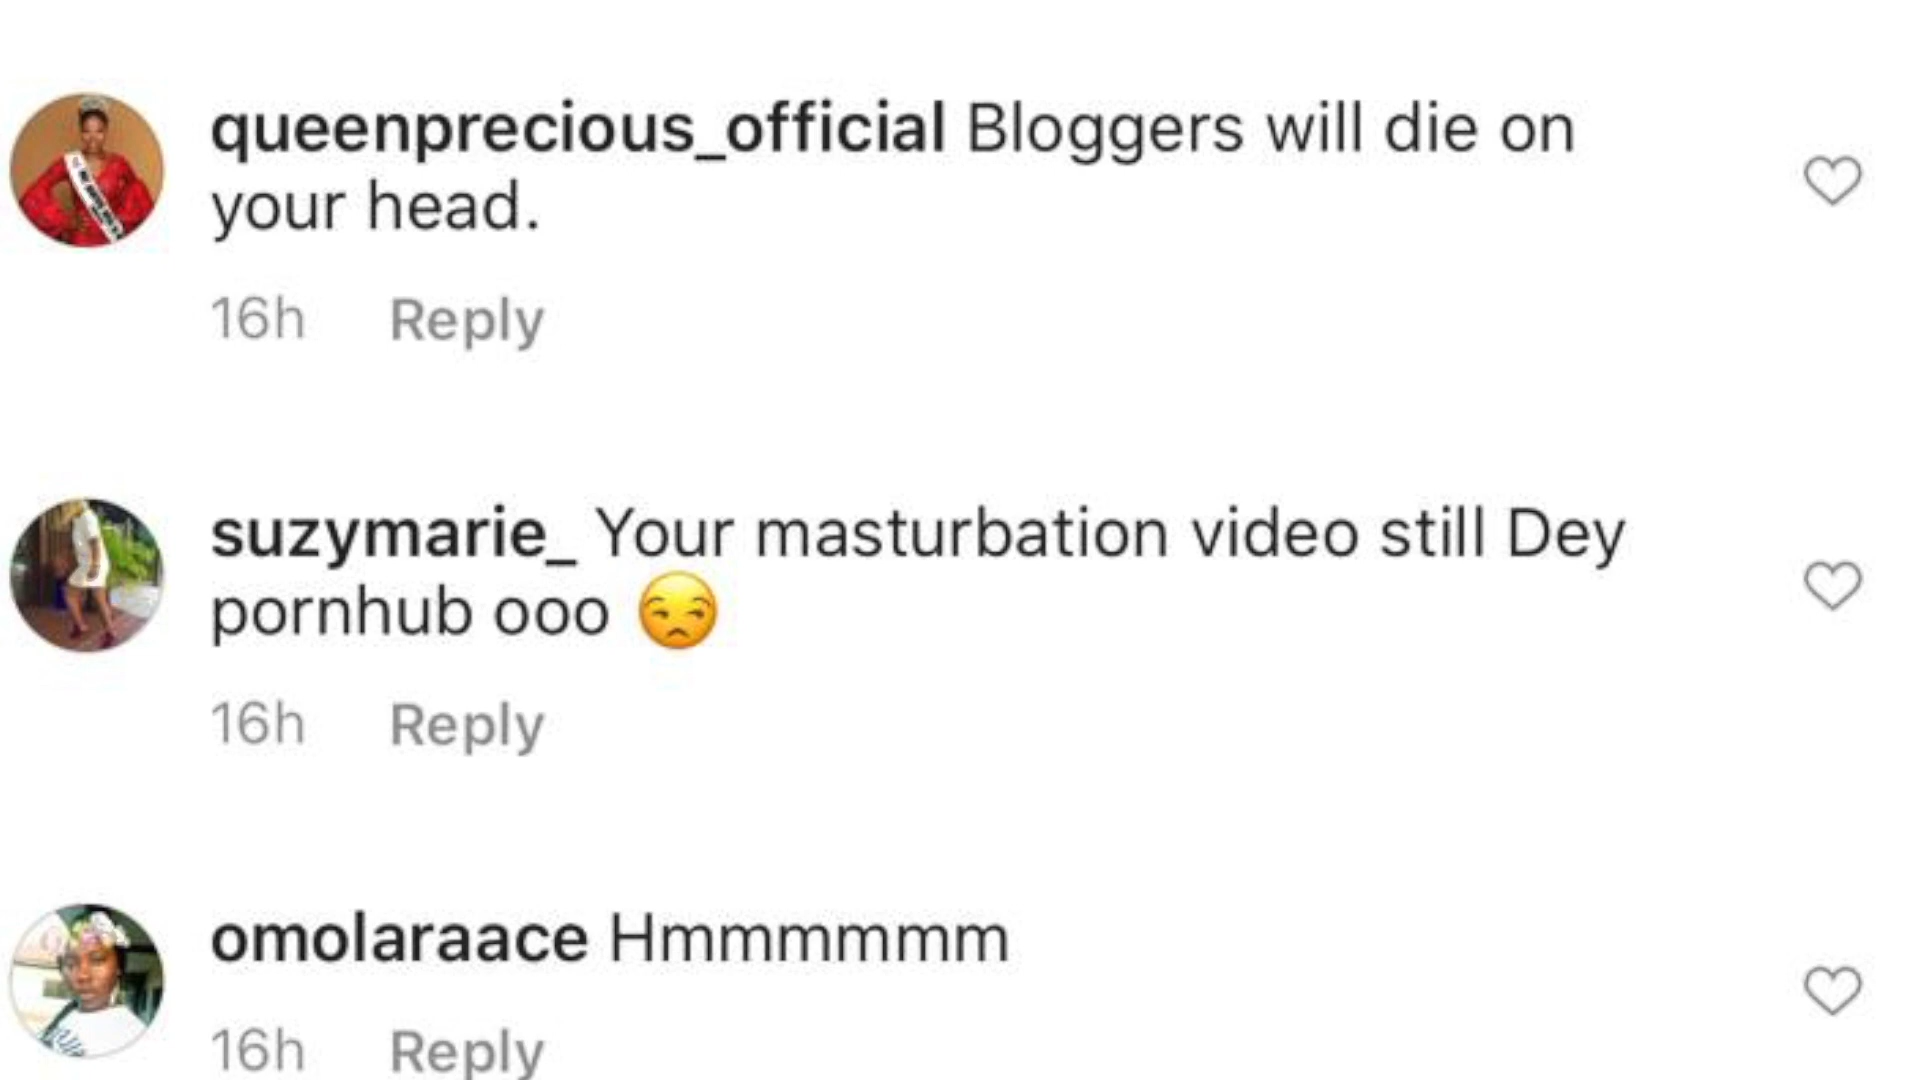 queenprecious_official Bloggers will die on
your head.
16h Reply
suzymarie_ Your masturbation video still Dey
pornhub ooo 😒
16h Reply
omolaraace Hmmmmmmm
16h Reply